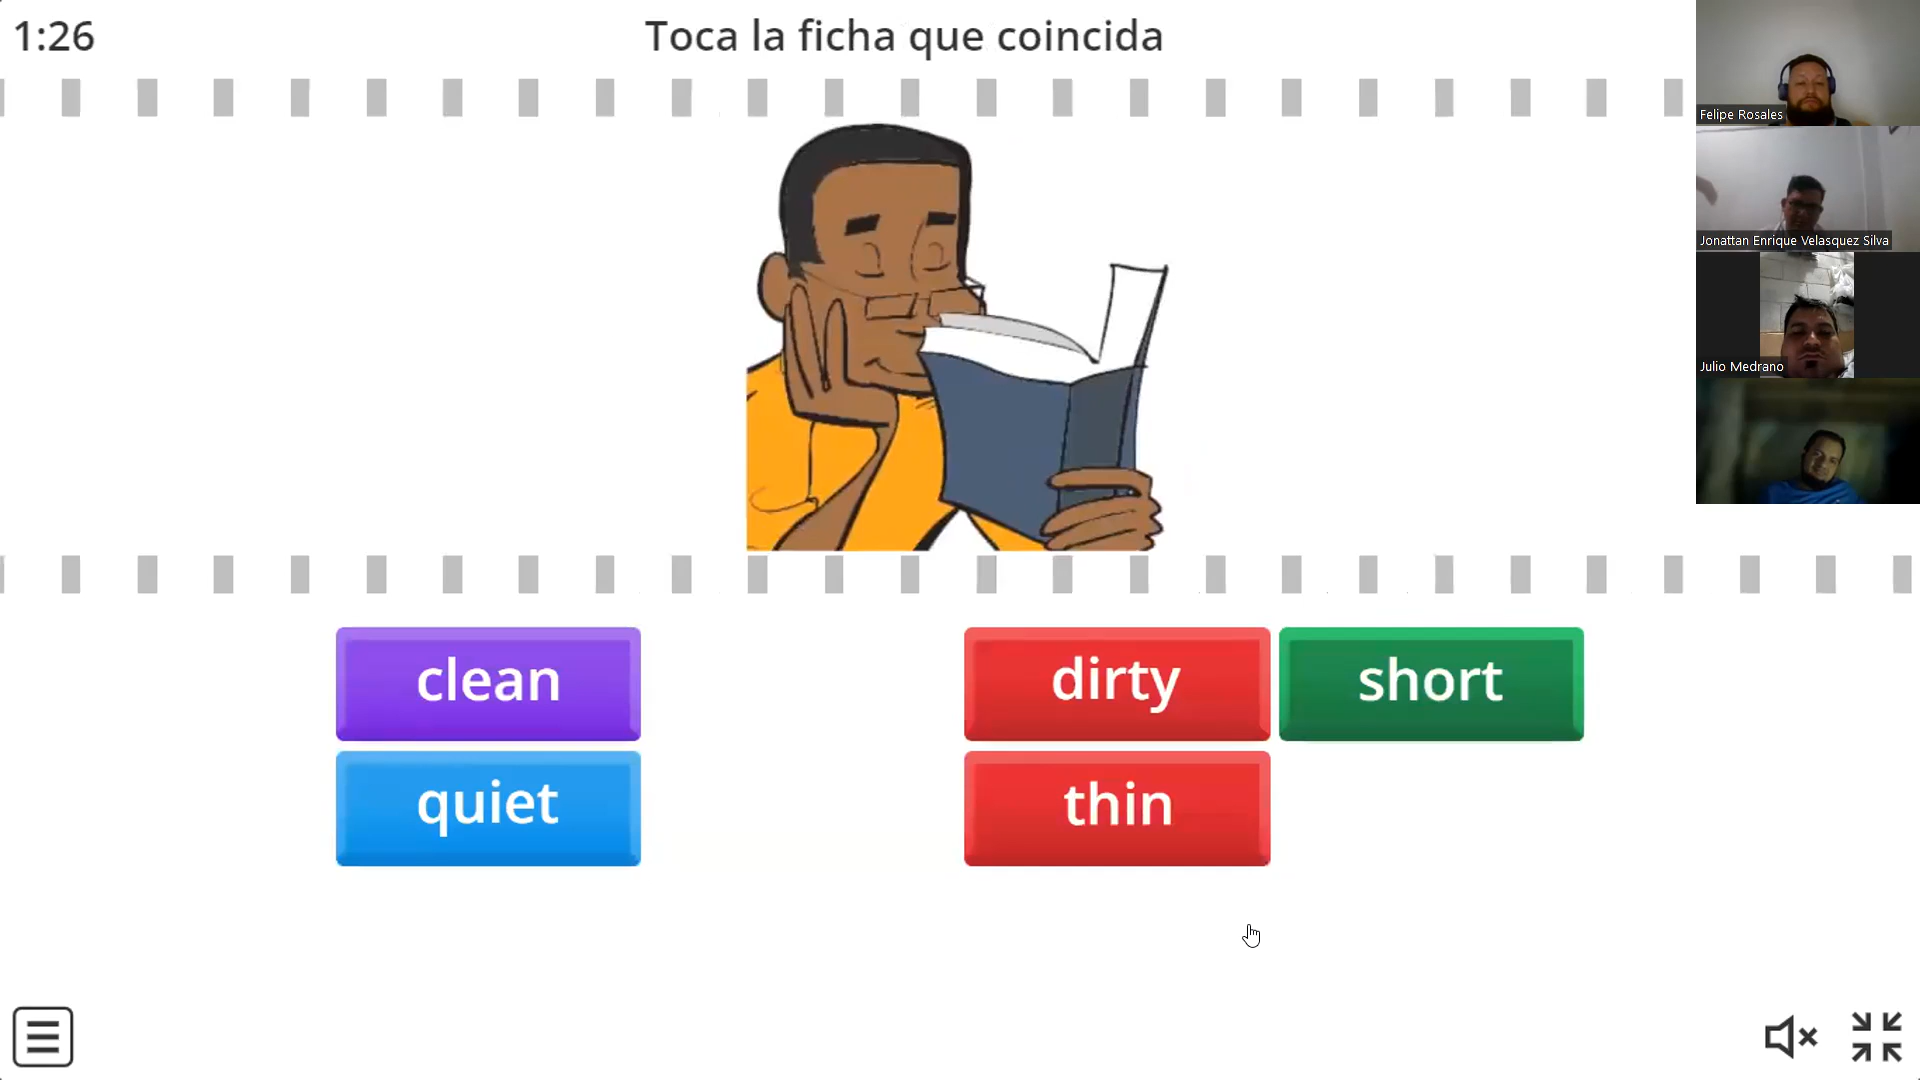 1:26
Toca la ficha que coincida
Felipe Rosales
Jonattan Enrique Velasquez Silva
Julio Medrano
clean
dirty
short
quiet
thin